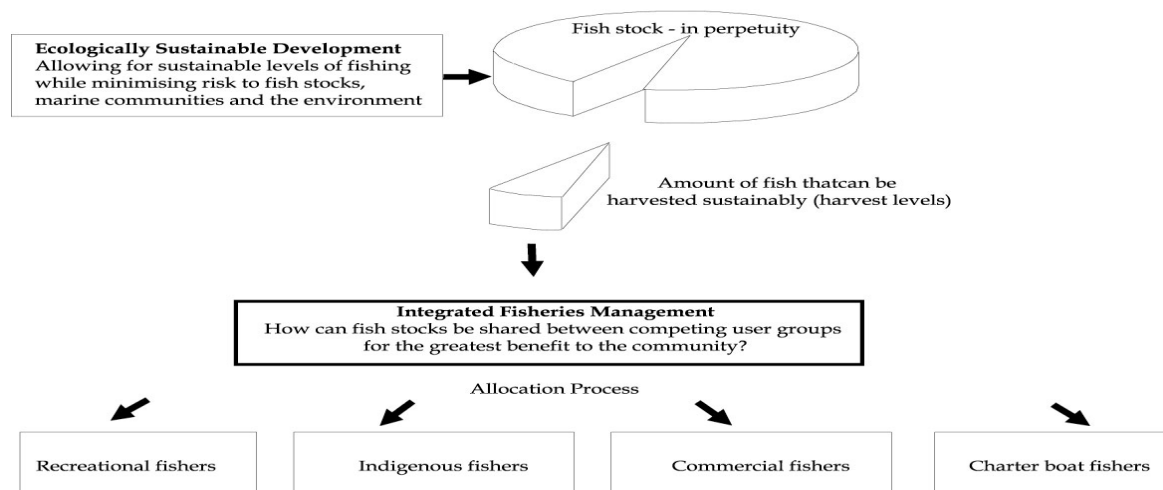 Fish stock - in perpetuity
Ecologically Sustainable Development
Allowing for sustainable levels of fishing
while minimising risk to fish stocks,
marine communities and the environment
Amount of fish thatcan be
harvested sustainably (harvest levels)
Integrated Fisheries Management
How can fish stocks be shared between competing user groups
for the greatest benefit to the community?
Allocation Process
Recreational fishers
Indigenous fishers
Commercial fishers
Charter boat fishers